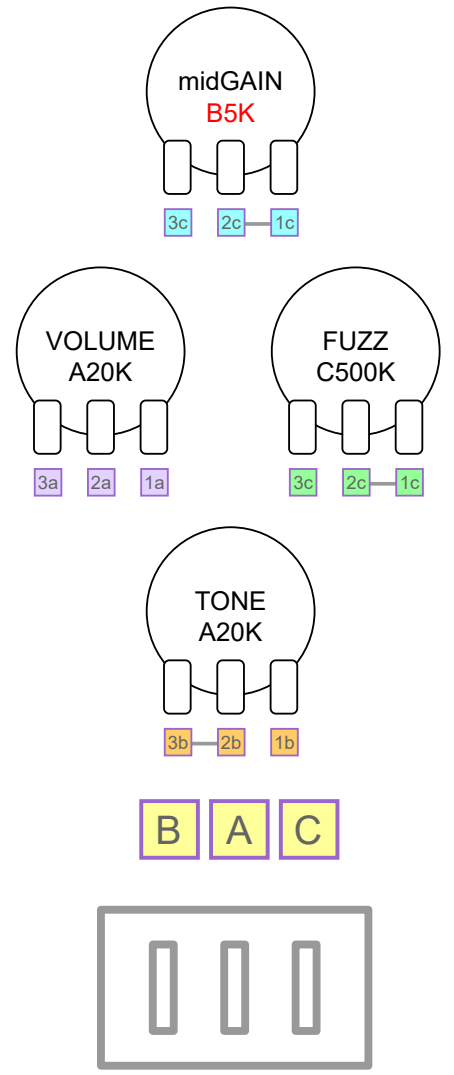 midGAIN
B5K
3c 2c 1c
VOLUME
A20K
FUZZ
C500K
3a 2a 1a
3c 2c 1c
TONE
A20K
3b 2b 1b
B A C